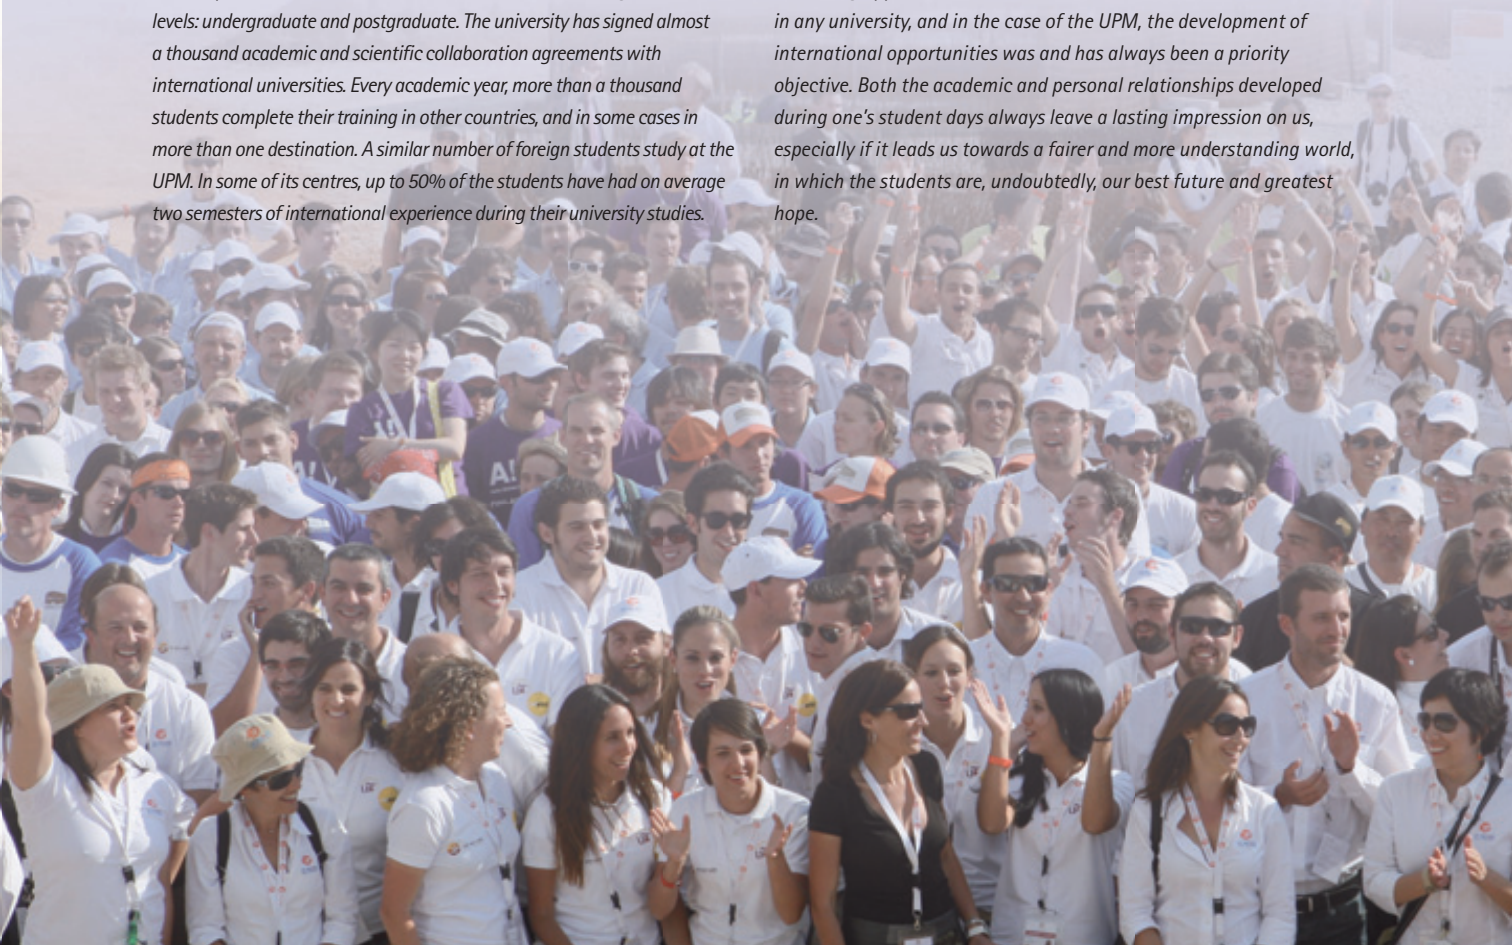 levels: undergraduate and postgraduate. The university has signed almost
a thousand academic and scientific collaboration agreements with
international universities. Every academic year, more than a thousand
students complete their training in other countries, and in some cases in
more than one destination. A similar number of foreign students study at the
UPM. In some of its centres, up to 50% of the students have had on average
two semesters of international experience during their university studies.
in any university, and in the case of the UPM, the development of
international opportunities was and has always been a priority
objective. Both the academic and personal relationships developed
during one's student days always leave a lasting impression on us,
especially if it leads us towards a fairer and more understanding world,
in which the students are, undoubtedly, our best future and greatest
hope.
A!